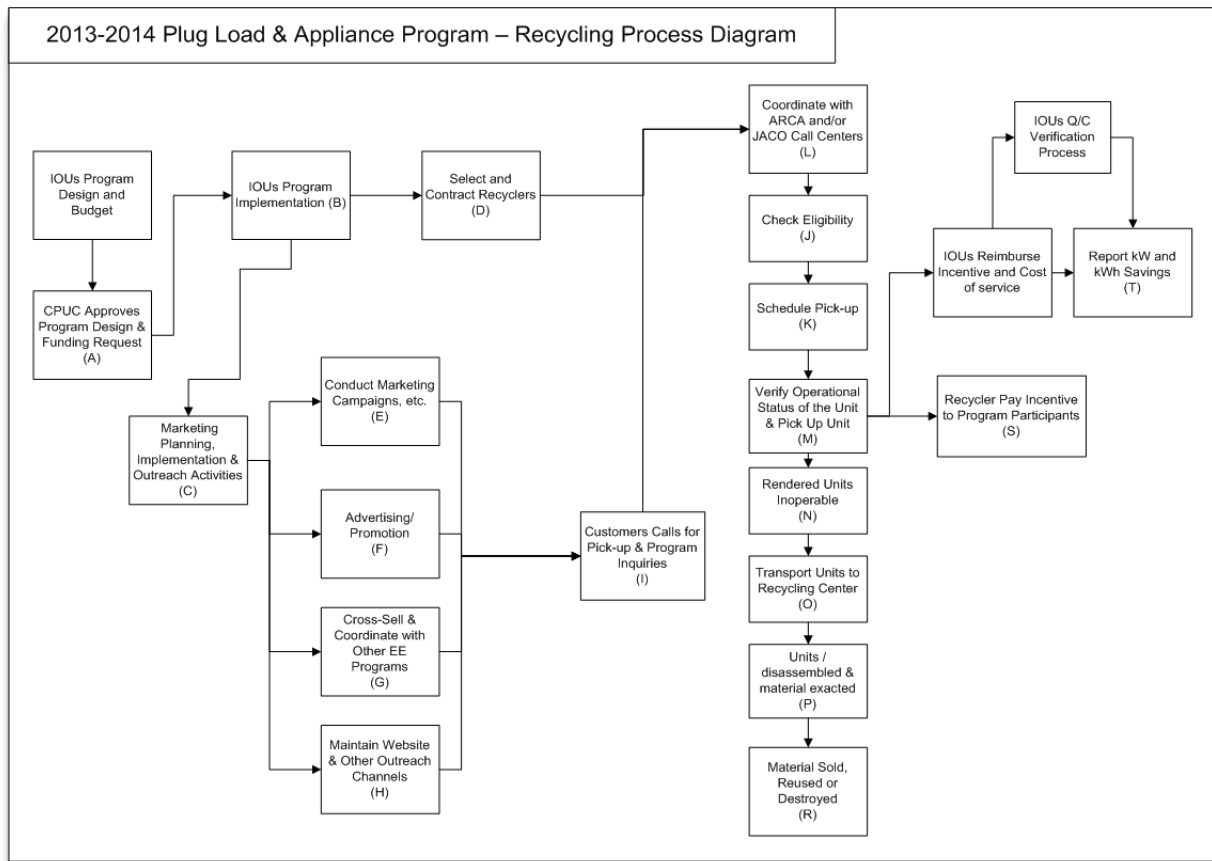 2013-2014 Plug Load & Appliance Program – Recycling Process Diagram
IOUs Program
Design and
Budget
CPUC Approves
Program Design &
Funding Request
(A)
IOUs Program
Implementation (B)
Marketing
Planning,
Implementation &
Outreach Activities
(C)
Select and
Contract Recyclers
(D)
Conduct Marketing
Campaigns, etc.
(E)
Advertising/
Promotion
(F)
Cross-Sell &
Coordinate with
Other EE
Programs
(G)
Maintain Website
& Other Outreach
Channels
(H)
Customers Calls for
Pick-up & Program
Inquiries
(I)
Coordinate with
ARCA and/or
JACO Call Centers
(L)
Check Eligibility
(J)
Schedule Pick-up
(K)
Verify Operational
Status of the Unit
& Pick Up Unit
(M)
Rendered Units
Inoperable
(N)
Transport Units to
Recycling Center
(O)
Units /
disassembled &
material exacted
(P)
Material Sold,
Reused or
Destroyed
(R)
IOUs Q/C
Verification
Process
IOUs Reimburse
Incentive and Cost
of service
Report kW and
kWh Savings
(T)
Recycler Pay Incentive
to Program Participants
(S)